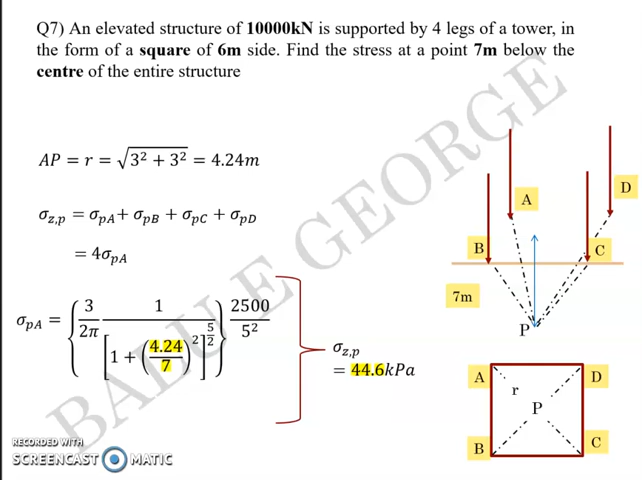 Q7) An elevated structure of 10000kN is supported by 4 legs of a tower, in
the form of a square of 6m side. Find the stress at a point 7m below the
centre of the entire structure
AP = r = √(3² + 3²) = 4.24m
σz,p = σpA + σpB + σpC + σpD
= 4σpA
σpA = { 3/2π 1/[1 + (4.24/7)²]^(5/2) } 2500/5²
σz,p
= 44.6kPa
A
D
B
C
7m
P
A
D
r
P
B
C
BALU E GEORGE
RECORDED WITH
SCREENCAST MATIC